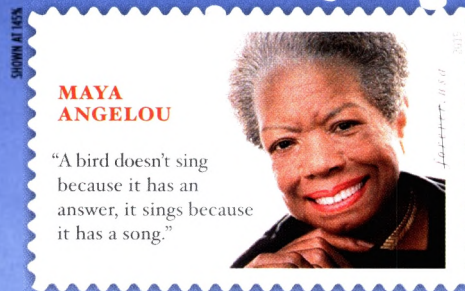 SHOWN AT 145%
MAYA
ANGELOU
“A bird doesn’t sing
because it has an
answer, it sings because
it has a song.”